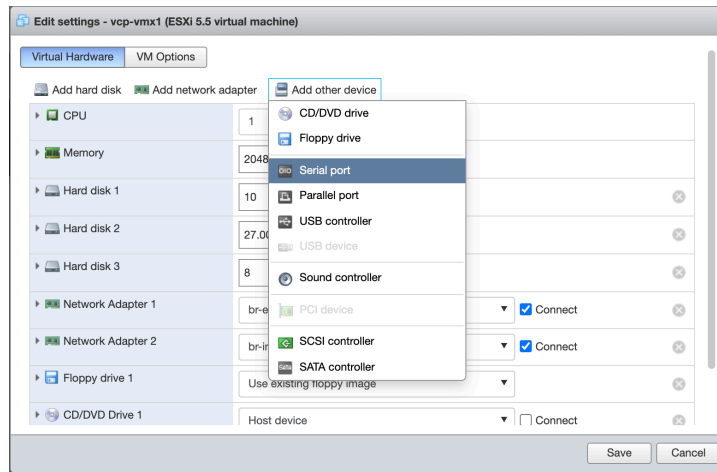 Edit settings - vcp-vmx1 (ESXi 5.5 virtual machine)
Virtual Hardware VM Options
Add hard disk Add network adapter Add other device
CPU 1
Memory 2048
Hard disk 1 10
Hard disk 2 27.00
Hard disk 3 8
Network Adapter 1 br-e Connect
Network Adapter 2 br-ir Connect
Floppy drive 1 Use existing floppy image
CD/DVD Drive 1 Host device Connect
CD/DVD drive
Floppy drive
Serial port
Parallel port
USB controller
USB device
Sound controller
PCI device
SCSI controller
SATA controller
Save Cancel